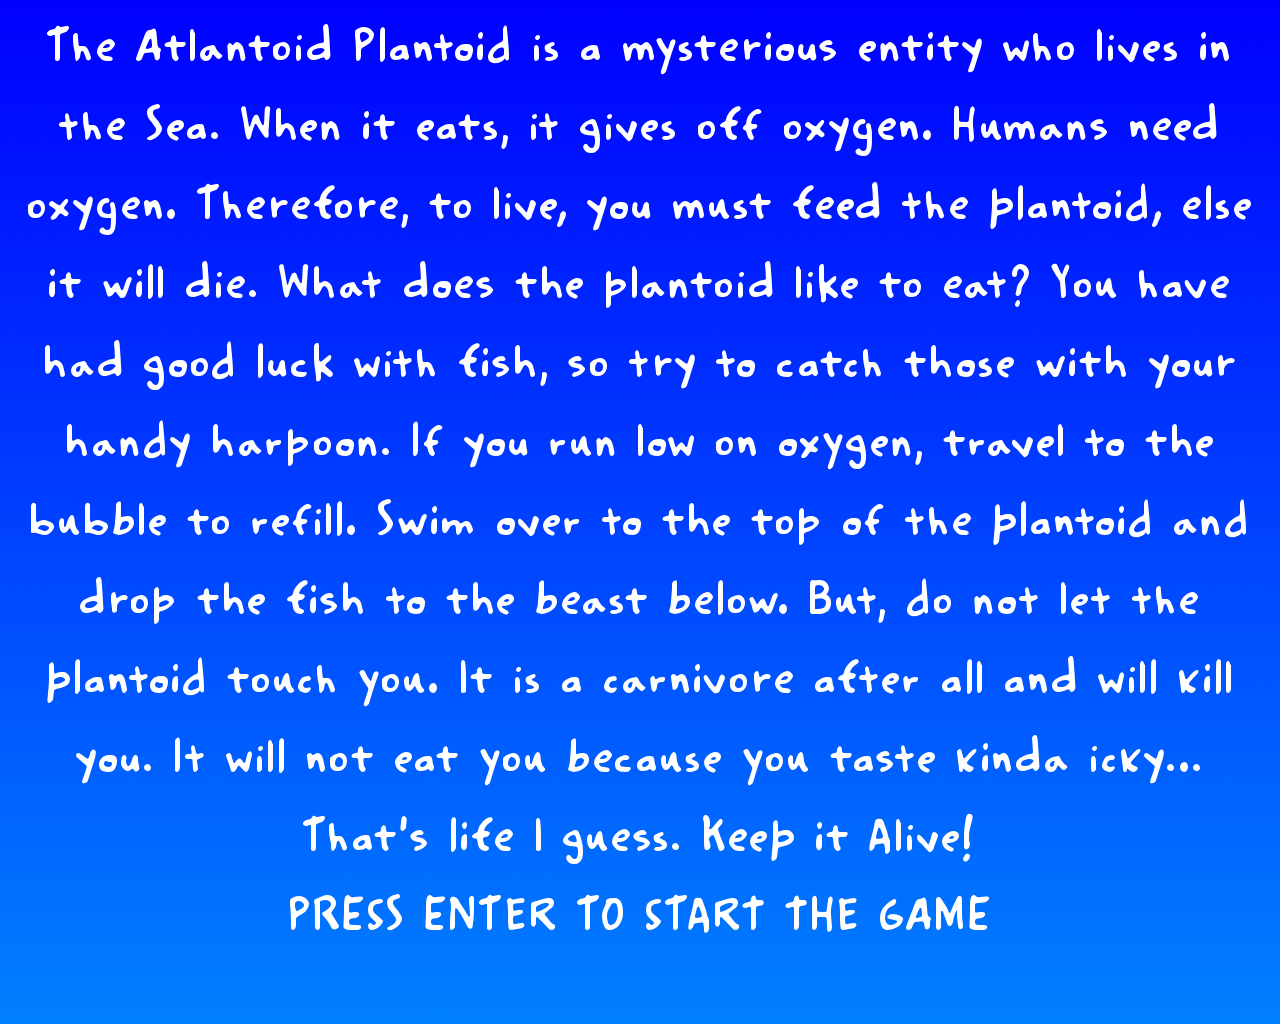 The Atlantoid Plantoid is a mysterious entity who lives in
the Sea. When it eats, it gives off oxygen. Humans need
oxygen. Therefore, to live, you must feed the plantoid, else
it will die. What does the plantoid like to eat? You have
had good luck with fish, so try to catch those with your
handy harpoon. If you run low on oxygen, travel to the
bubble to refill. Swim over to the top of the plantoid and
drop the fish to the beast below. But, do not let the
plantoid touch you. It is a carnivore after all and will kill
you. It will not eat you because you taste kinda icky...
That's life I guess. Keep it Alive!
PRESS ENTER TO START THE GAME